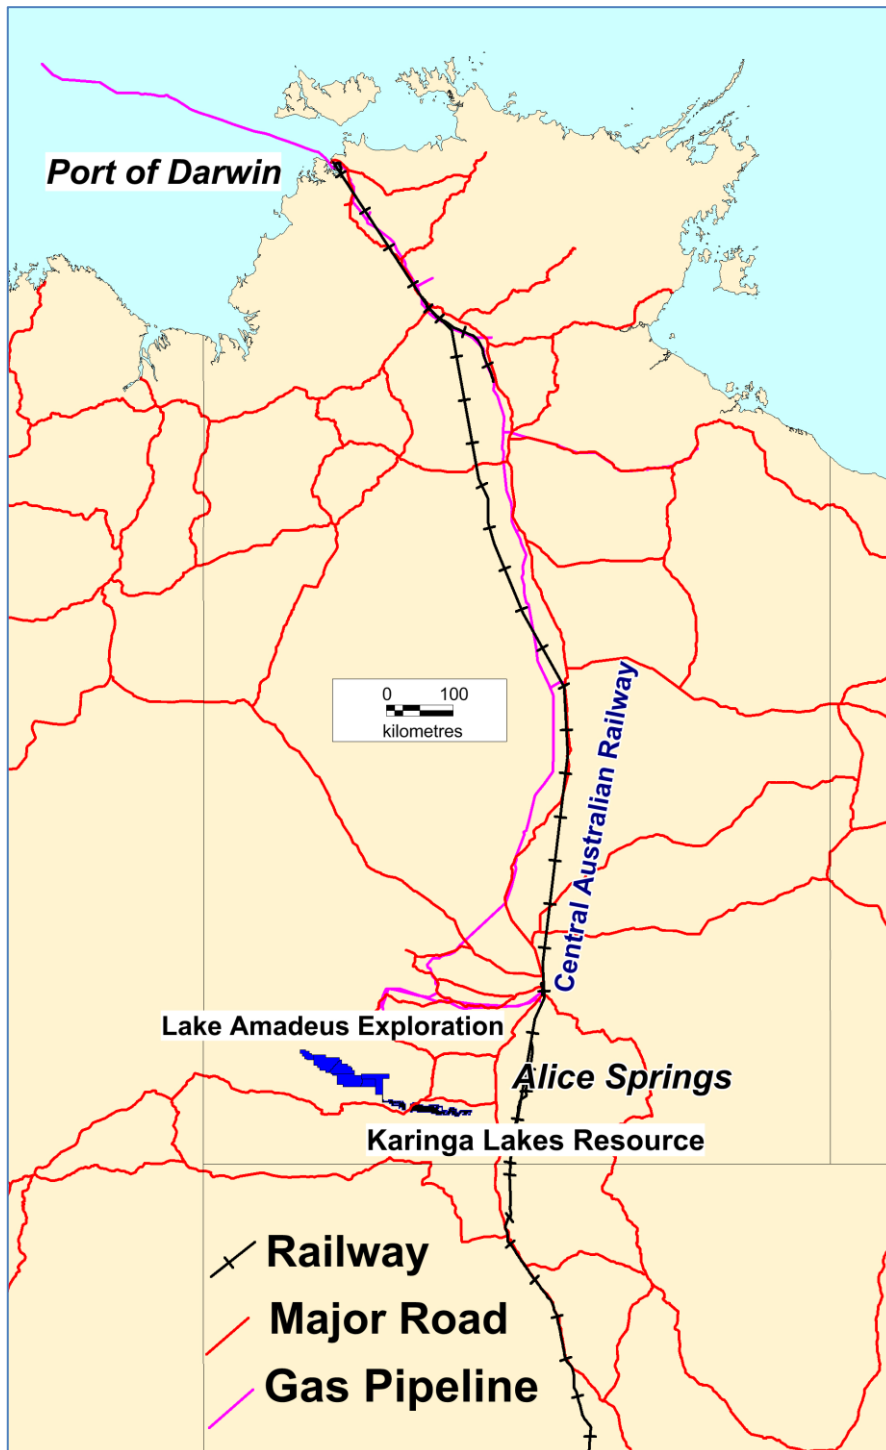 Port of Darwin
0 100
kilometres
Central Australian Railway
Lake Amadeus Exploration
Alice Springs
Karinga Lakes Resource
Railway
Major Road
Gas Pipeline